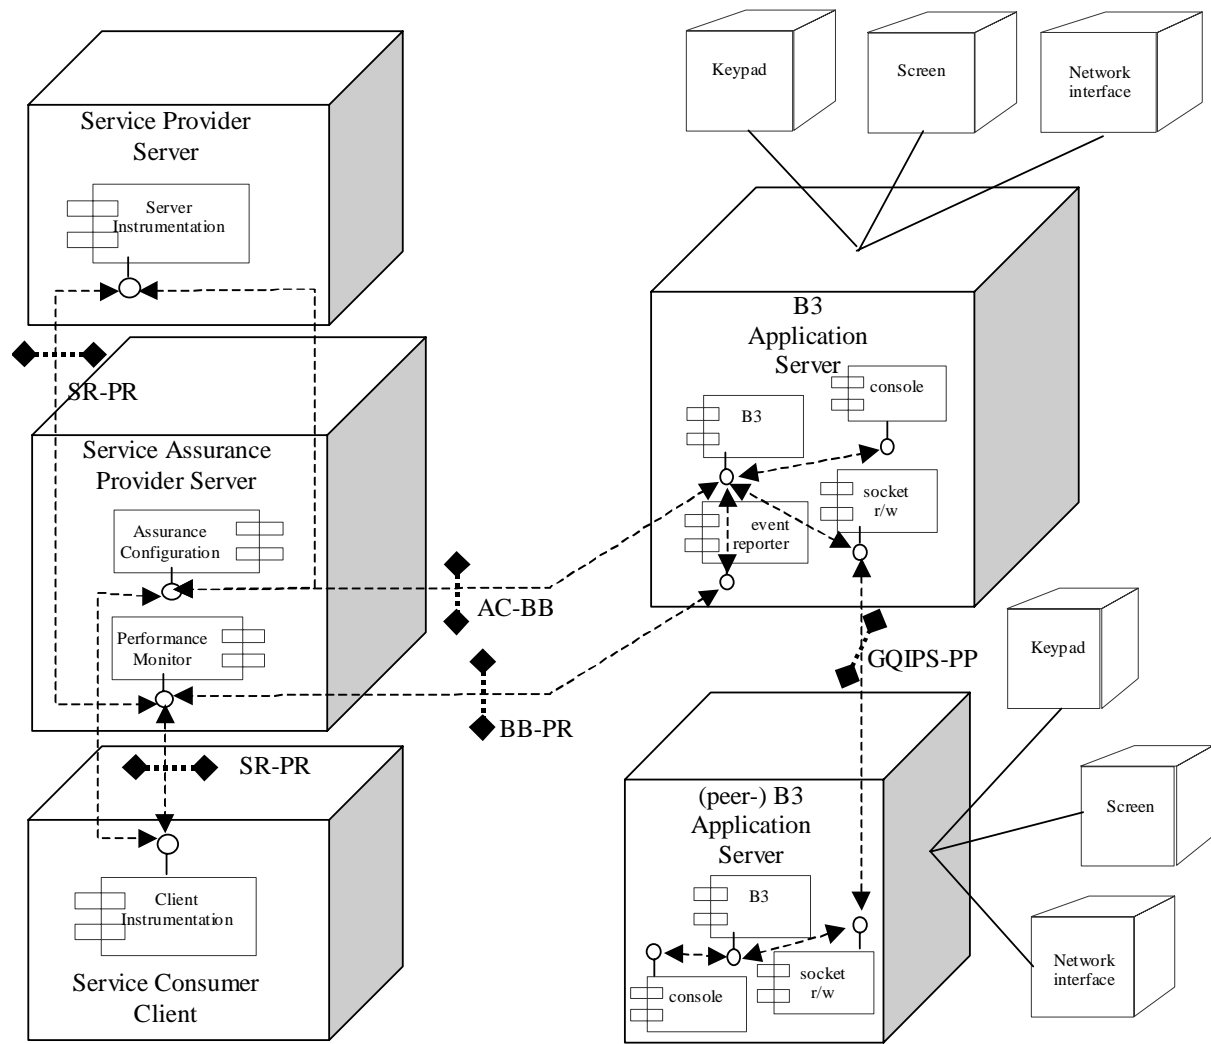 Keypad
Screen
Network
interface
Service Provider
Server
Server
Instrumentation
SR-PR
Service Assurance
Provider Server
Assurance
Configuration
Performance
Monitor
AC-BB
BB-PR
SR-PR
Client
Instrumentation
Service Consumer
Client
B3
Application
Server
console
B3
socket
r/w
event
reporter
GQIPS-PP
Keypad
Screen
Network
interface
(peer-) B3
Application
Server
B3
socket
r/w
console